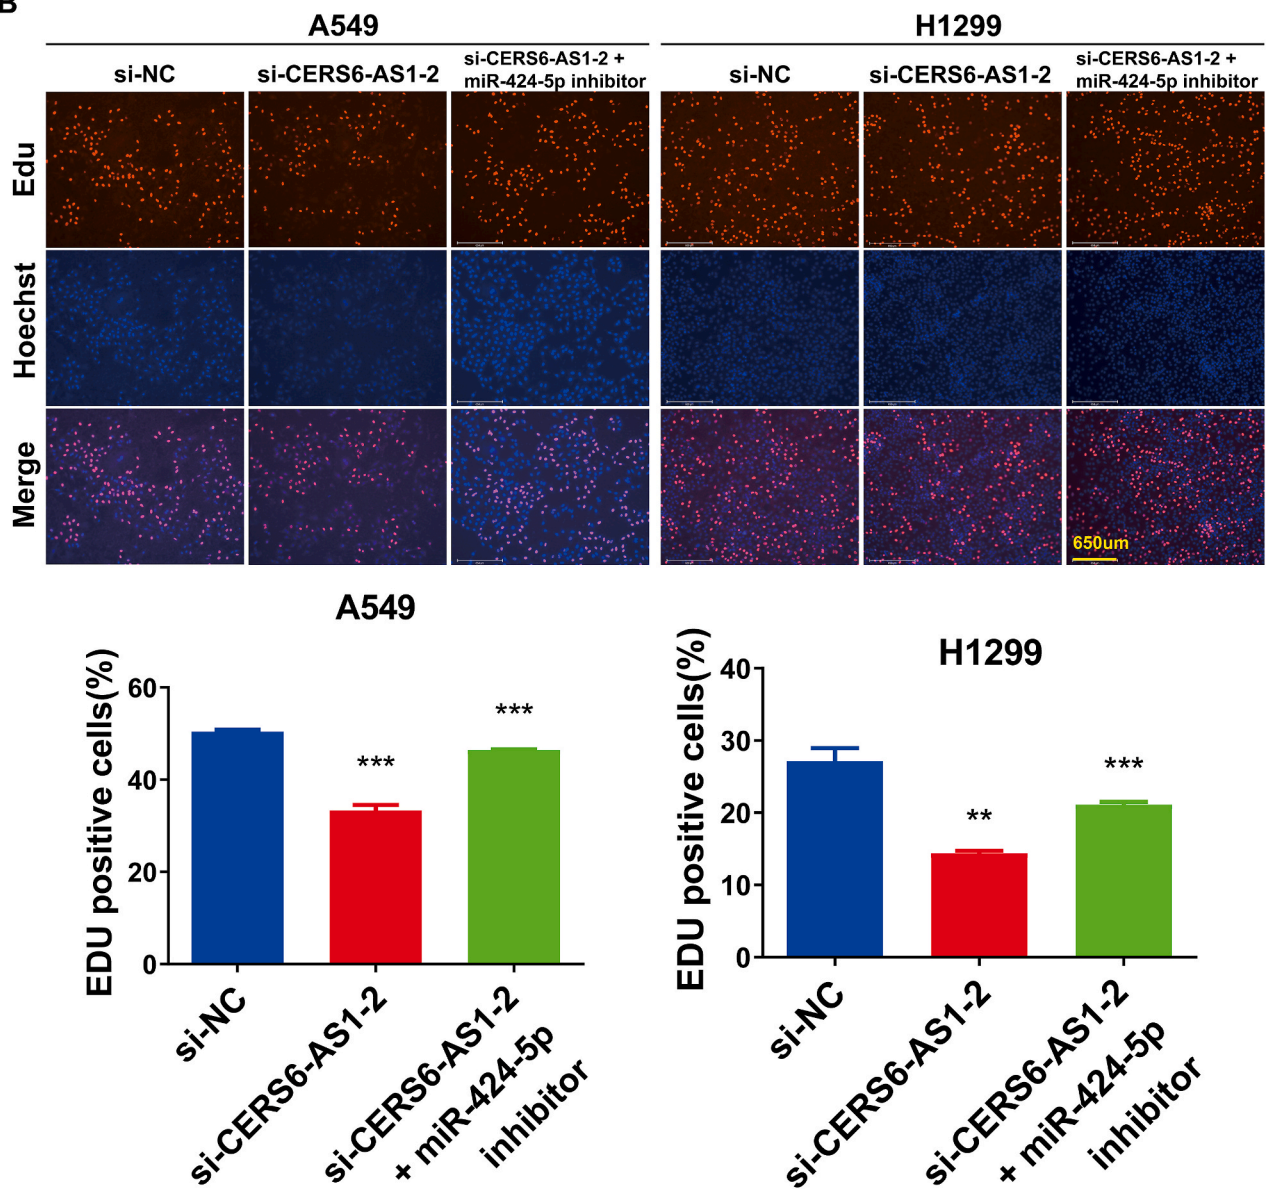 B
A549
H1299
si-NC
si-CERS6-AS1-2
si-CERS6-AS1-2 +
miR-424-5p inhibitor
si-NC
si-CERS6-AS1-2
si-CERS6-AS1-2 +
miR-424-5p inhibitor
Edu
Hoechst
Merge
650um
A549
EDU positive cells(%)
60
40
20
0
***
***
si-NC
si-CERS6-AS1-2
si-CERS6-AS1-2
+ miR-424-5p
inhibitor
H1299
EDU positive cells(%)
40
30
20
10
0
**
***
si-NC
si-CERS6-AS1-2
si-CERS6-AS1-2
+ miR-424-5p
inhibitor